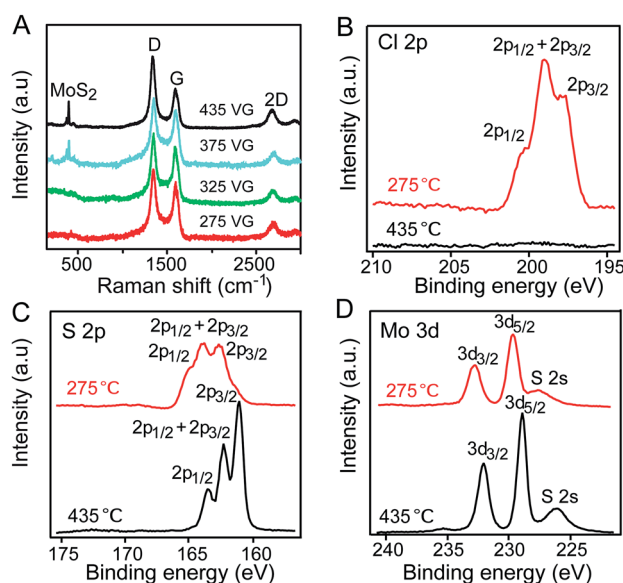 A
Intensity (a.u)
MoS2
D
G
2D
435 VG
375 VG
325 VG
275 VG
500
1500
2500
Raman shift (cm-1)
B
Cl 2p
Intensity (a.u.)
2p1/2 + 2p3/2
2p3/2
2p1/2
275 °C
435°C
210
205
200
195
Binding energy (eV)
C
S 2p
Intensity (a.u)
2p1/2 + 2p3/2
2p1/2
2p3/2
275°C
2p3/2
2p1/2 + 2p3/2
2p1/2
435°C
175
170
165
160
Binding energy (eV)
D
Mo 3d
Intensity (a.u.)
3d5/2
3d3/2
S 2s
275°C
3d5/2
3d3/2
S 2s
435°C
240
235
230
225
Binding energy (eV)